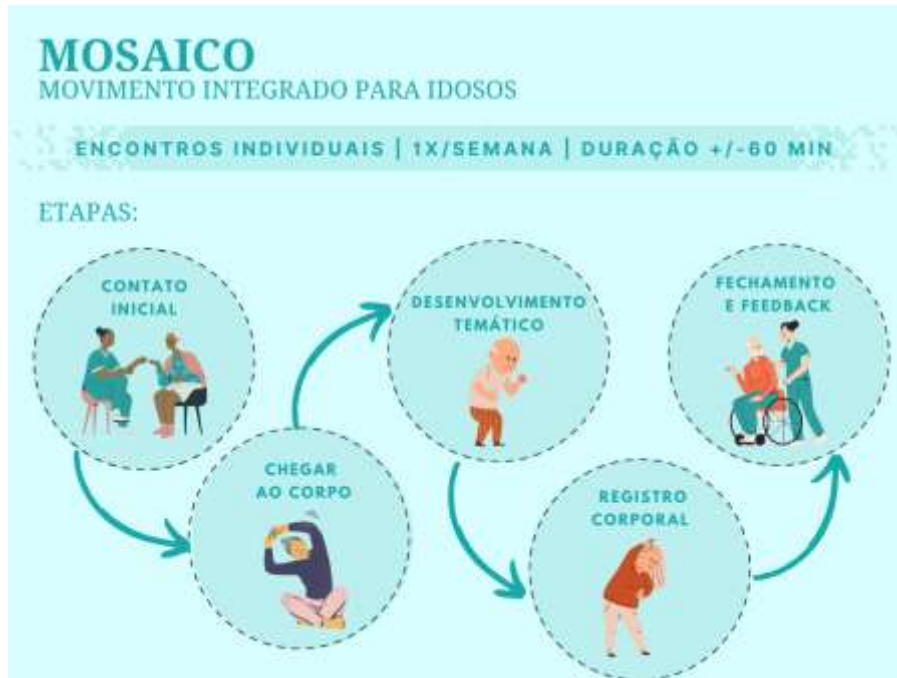 MOSAICO
MOVIMENTO INTEGRADO PARA IDOSOS
ENCONTROS INDIVIDUAIS | 1X/SEMANA | DURAÇÃO +/-60 MIN
ETAPAS:
CONTATO
INICIAL
CHEGAR
AO CORPO
DESENVOLVIMENTO
TEMÁTICO
REGISTRO
CORPORAL
FECHAMENTO
E FEEDBACK